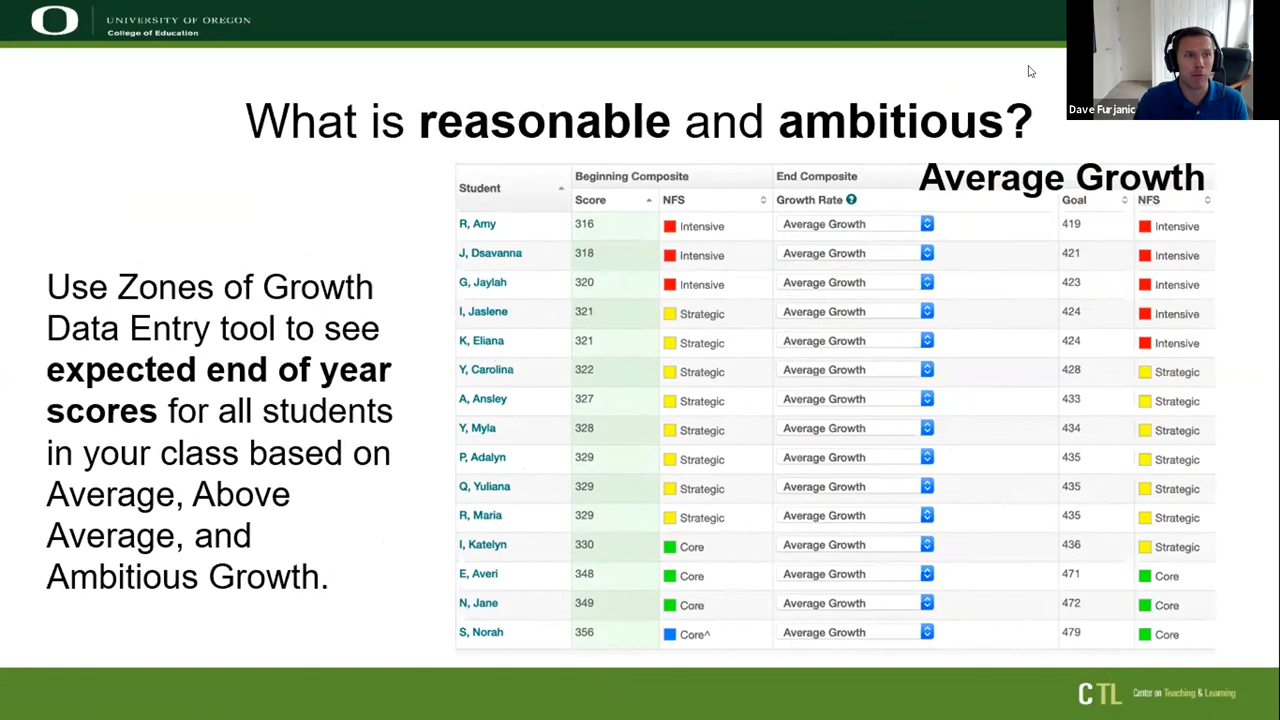 UNIVERSITY OF OREGON
College of Education
Dave Furjanic
What is reasonable and ambitious?
Average Growth
Use Zones of Growth
Data Entry tool to see
expected end of year
scores for all students
in your class based on
Average, Above
Average, and
Ambitious Growth.
Student Beginning Composite End Composite
Score NFS Growth Rate ? Goal NFS
R, Amy 316 Intensive Average Growth 419 Intensive
J, Dsavanna 318 Intensive Average Growth 421 Intensive
G, Jaylah 320 Intensive Average Growth 423 Intensive
I, Jaslene 321 Strategic Average Growth 424 Intensive
K, Eliana 321 Strategic Average Growth 424 Intensive
Y, Carolina 322 Strategic Average Growth 428 Strategic
A, Ansley 327 Strategic Average Growth 433 Strategic
Y, Myla 328 Strategic Average Growth 434 Strategic
P, Adalyn 329 Strategic Average Growth 435 Strategic
Q, Yuliana 329 Strategic Average Growth 435 Strategic
R, Maria 329 Strategic Average Growth 435 Strategic
I, Katelyn 330 Core Average Growth 436 Strategic
E, Averi 348 Core Average Growth 471 Core
N, Jane 349 Core Average Growth 472 Core
S, Norah 356 Core^ Average Growth 479 Core
CTL Center on Teaching & Learning